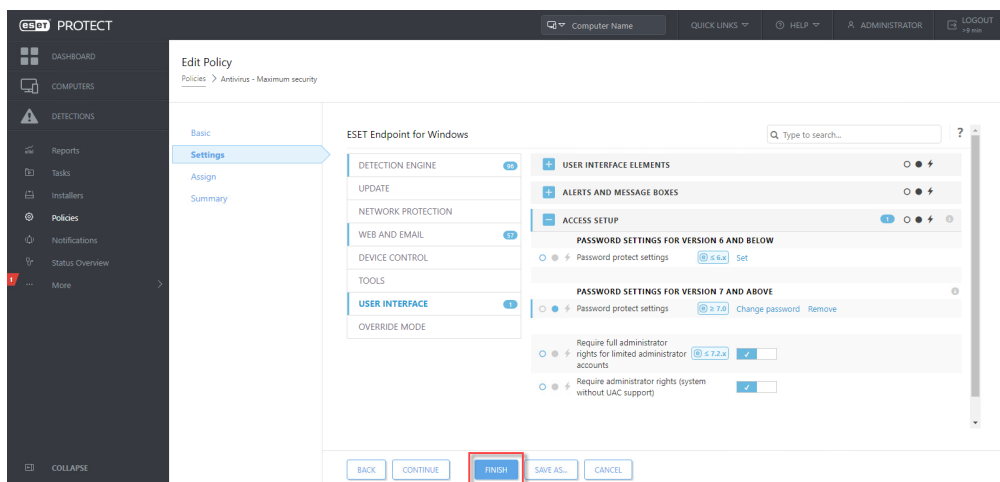 eset PROTECT
Computer Name
QUICK LINKS
HELP
ADMINISTRATOR
LOGOUT
>8 min
DASHBOARD
COMPUTERS
DETECTIONS
Reports
Tasks
Installers
Policies
Notifications
Status Overview
1
More
COLLAPSE
Edit Policy
Policies > Antivirus - Maximum security
Basic
Settings
Assign
Summary
ESET Endpoint for Windows
Type to search...
?
DETECTION ENGINE 98
UPDATE
NETWORK PROTECTION
WEB AND EMAIL 57
DEVICE CONTROL
TOOLS
USER INTERFACE 1
OVERRIDE MODE
USER INTERFACE ELEMENTS
ALERTS AND MESSAGE BOXES
ACCESS SETUP 1
PASSWORD SETTINGS FOR VERSION 6 AND BELOW
Password protect settings ≤ 6.x Set
PASSWORD SETTINGS FOR VERSION 7 AND ABOVE
Password protect settings ≥ 7.0 Change password Remove
Require full administrator
rights for limited administrator ≤ 7.2.x
accounts
Require administrator rights (system
without UAC support)
BACK
CONTINUE
FINISH
SAVE AS...
CANCEL